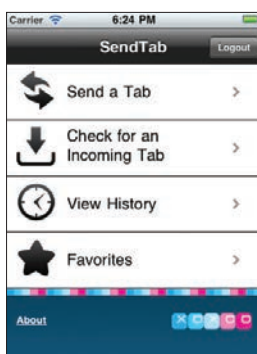 Carrier 6:24 PM
SendTab Logout
Send a Tab
Check for an
Incoming Tab
View History
Favorites
About